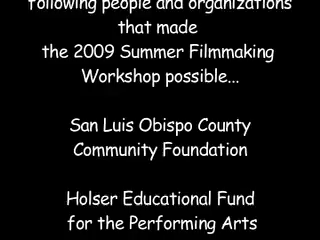 following people and organizations
that made
the 2009 Summer Filmmaking
Workshop possible...
San Luis Obispo County
Community Foundation
Holser Educational Fund
for the Performing Arts